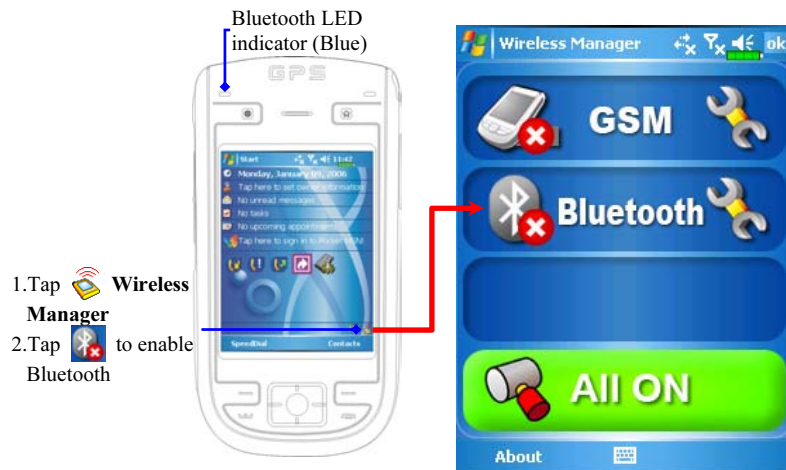 Bluetooth LED
indicator (Blue)
GPS
Start 11:42
Monday, January 09, 2006
Tap here to set owner information
No unread messages
No tasks
No upcoming appointments
Tap here to sign in to Pocket MSN!
SpeedDial Contacts
1.Tap Wireless
Manager
2.Tap to enable
Bluetooth
Wireless Manager ok
GSM
Bluetooth
All ON
About